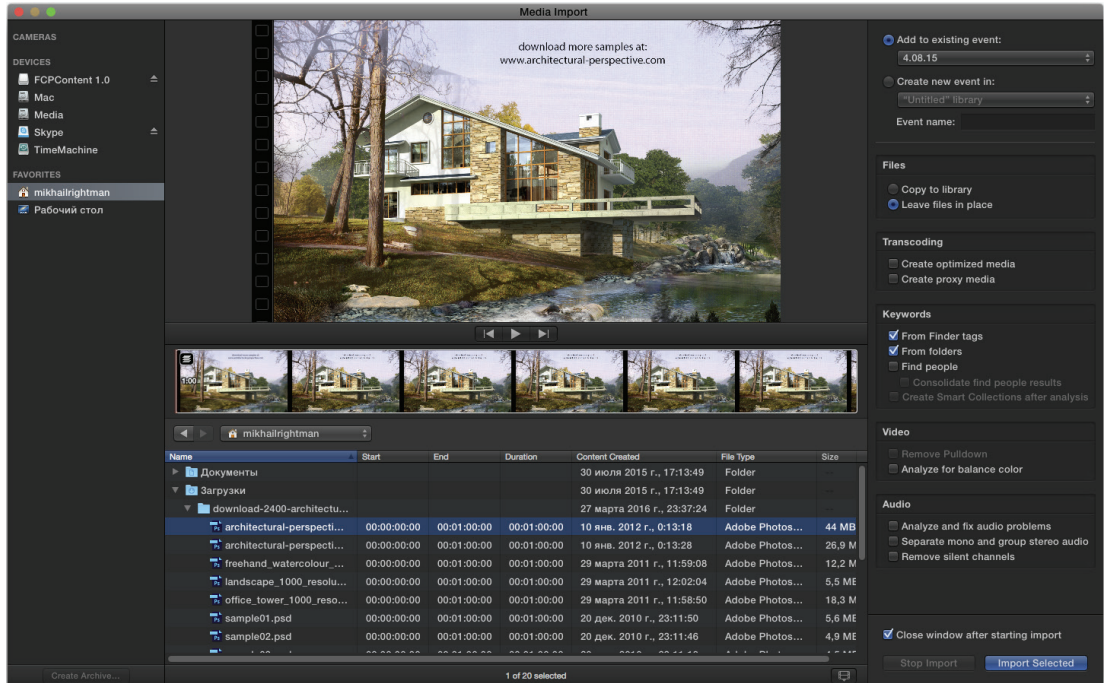 Media Import
CAMERAS
DEVICES
FCPContent 1.0
Mac
Media
Skype
TimeMachine
FAVORITES
mikhailrightman
Рабочий стол
download more samples at:
www.architectural-perspective.com
1:00
mikhailrightman
Name Start End Duration Content Created File Type Size
Документы 30 июля 2015 г., 17:13:49 Folder --
Загрузки 30 июля 2015 г., 17:13:49 Folder --
download-2400-architectu... 27 марта 2016 г., 23:37:24 Folder --
architectural-perspecti... 00:00:00:00 00:01:00:00 00:01:00:00 10 янв. 2012 г., 0:13:18 Adobe Photos... 44 MB
architectural-perspecti... 00:00:00:00 00:01:00:00 00:01:00:00 10 янв. 2012 г., 0:13:28 Adobe Photos... 26,9 M
freehand_watercolour_... 00:00:00:00 00:01:00:00 00:01:00:00 29 марта 2011 г., 11:59:08 Adobe Photos... 12,2 M
landscape_1000_resolu... 00:00:00:00 00:01:00:00 00:01:00:00 29 марта 2011 г., 12:02:04 Adobe Photos... 5,5 ME
office_tower_1000_reso... 00:00:00:00 00:01:00:00 00:01:00:00 29 марта 2011 г., 11:58:50 Adobe Photos... 18,3 M
sample01.psd 00:00:00:00 00:01:00:00 00:01:00:00 20 дек. 2010 г., 23:11:50 Adobe Photos... 5,6 ME
sample02.psd 00:00:00:00 00:01:00:00 00:01:00:00 20 дек. 2010 г., 23:11:46 Adobe Photos... 4,9 ME
Create Archive...
1 of 20 selected
Add to existing event:
4.08.15
Create new event in:
"Untitled" library
Event name:
Files
Copy to library
Leave files in place
Transcoding
Create optimized media
Create proxy media
Keywords
From Finder tags
From folders
Find people
Consolidate find people results
Create Smart Collections after analysis
Video
Remove Pulldown
Analyze for balance color
Audio
Analyze and fix audio problems
Separate mono and group stereo audio
Remove silent channels
Close window after starting import
Stop Import
Import Selected